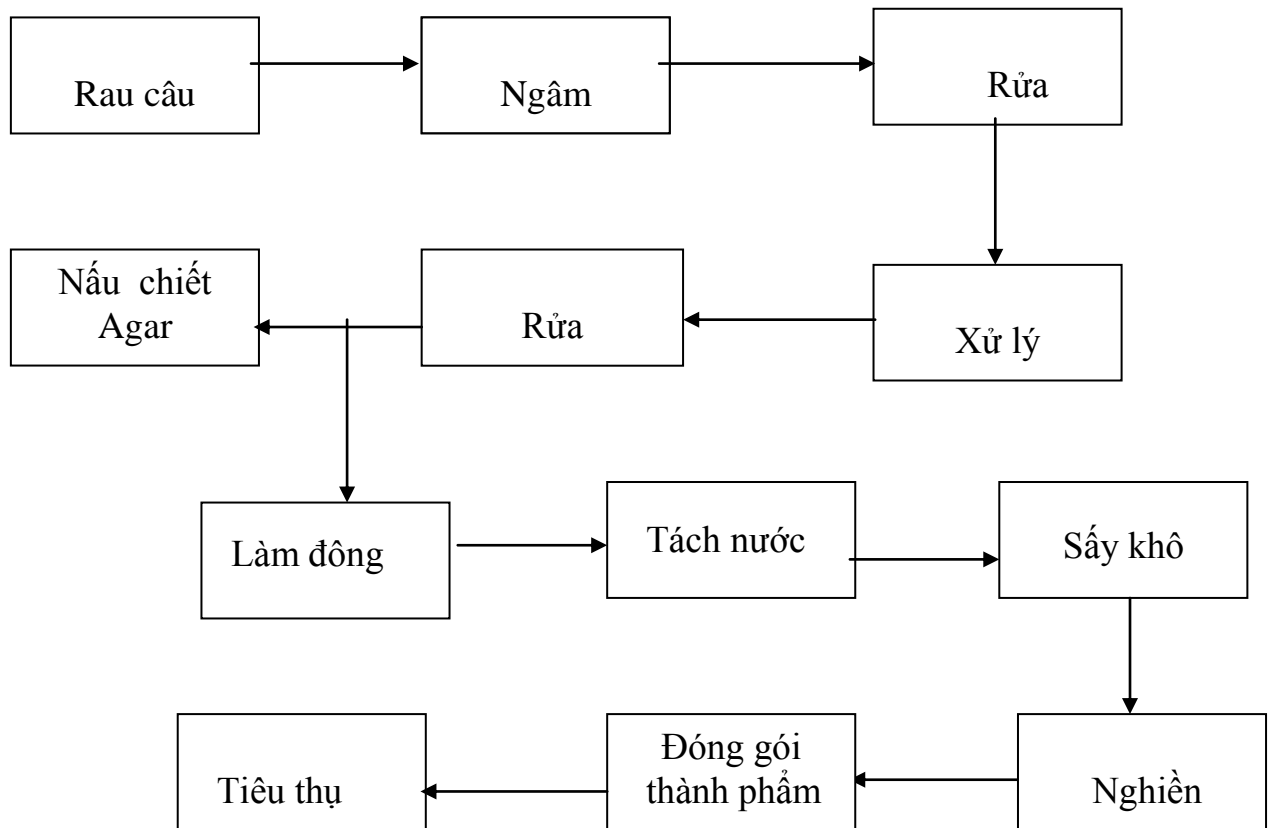 Rau câu
Ngâm
Rửa
Xử lý
Rửa
Nấu chiết
Agar
Làm đông
Tách nước
Sấy khô
Nghiền
Đóng gói
thành phẩm
Tiêu thụ